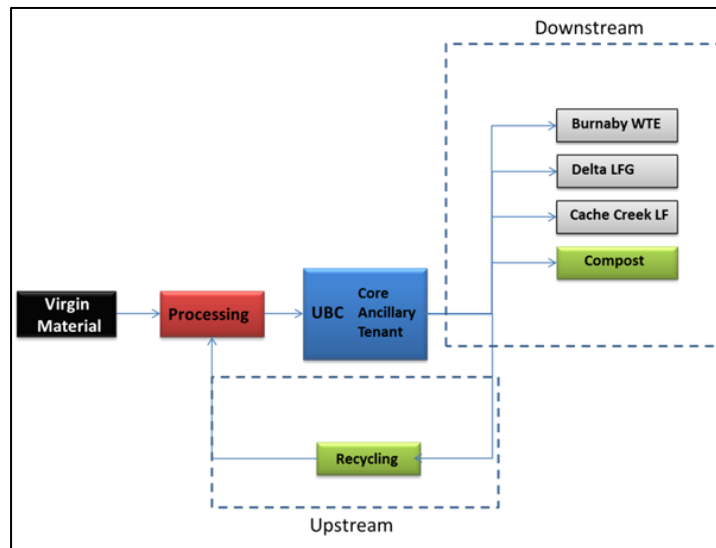 Downstream
Burnaby WTE
Delta LFG
Cache Creek LF
Compost
Virgin
Material
Processing
UBC
Core
Ancillary
Tenant
Recycling
Upstream